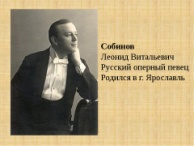 Собинов
Леонид Витальевич
Русский оперный певец
Родился в г. Ярославль